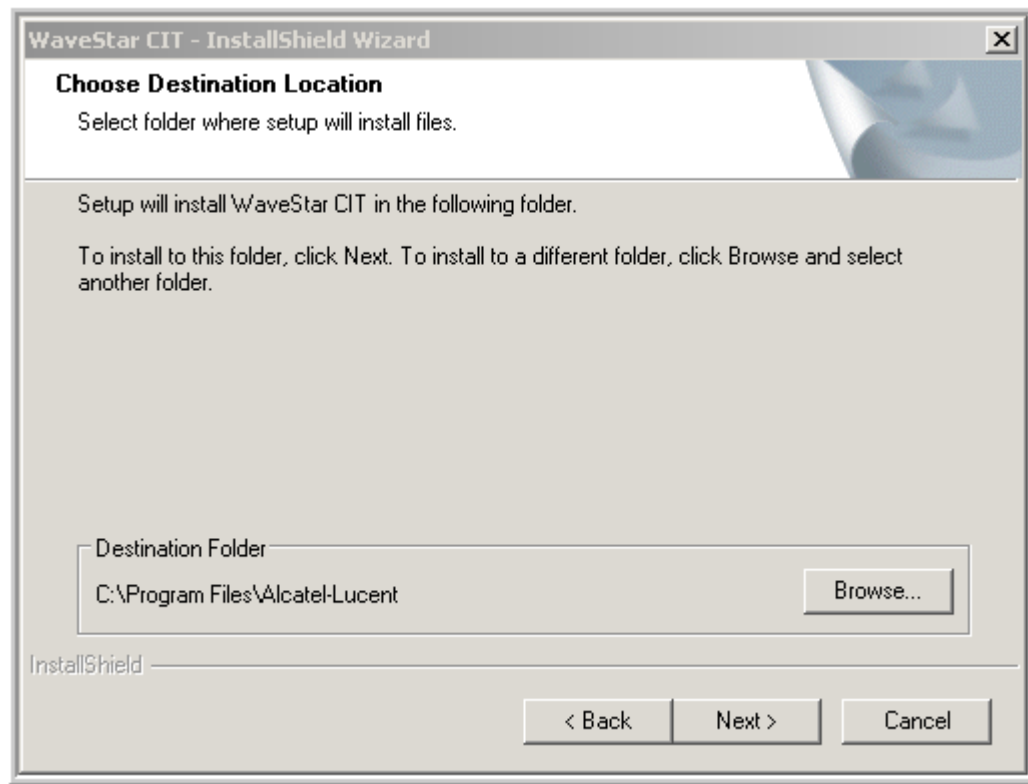 WaveStar CIT - InstallShield Wizard
Choose Destination Location
Select folder where setup will install files.
Setup will install WaveStar CIT in the following folder.
To install to this folder, click Next. To install to a different folder, click Browse and select
another folder.
Destination Folder
C:\Program Files\Alcatel-Lucent
Browse...
InstallShield
< Back
Next >
Cancel